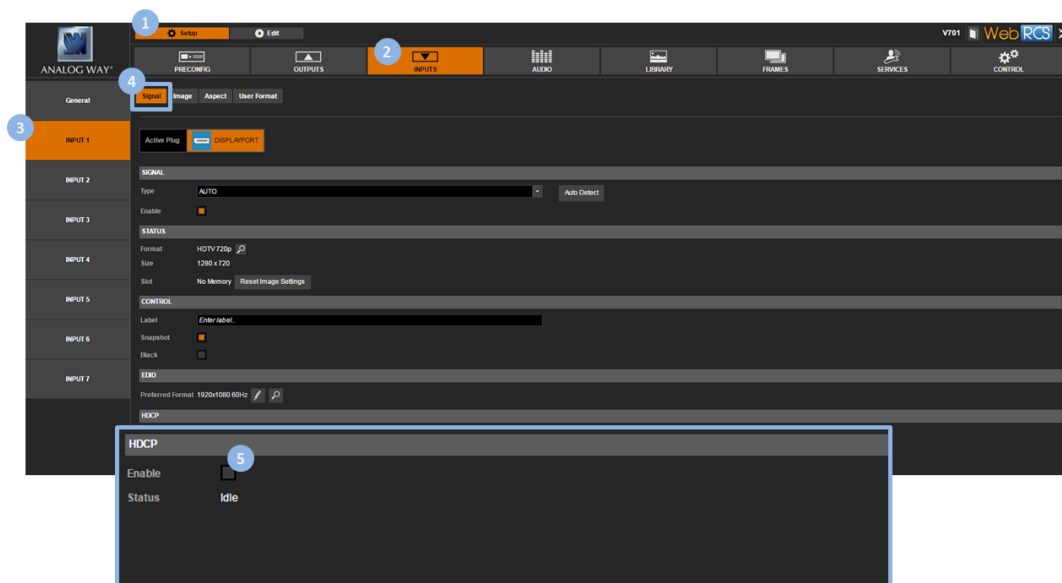 1
Setup
Edit
V701
Web RCS
ANALOG WAY®
2
PRECONFIG
OUTPUTS
INPUTS
AUDIO
LIBRARY
FRAMES
SERVICES
CONTROL
4
General
Signal
Image
Aspect
User Format
3
INPUT 1
Active Plug
DISPLAYPORT
SIGNAL
INPUT 2
Type
AUTO
Auto Detect
Enable
INPUT 3
STATUS
Format
HDTV 720p
INPUT 4
Size
1280 x 720
Slot
No Memory
Reset Image Settings
INPUT 5
CONTROL
Label
Enter label..
INPUT 6
Snapshot
Black
INPUT 7
EDID
Preferred Format 1920x1080 60Hz
HDCP
HDCP
5
Enable
Status
Idle